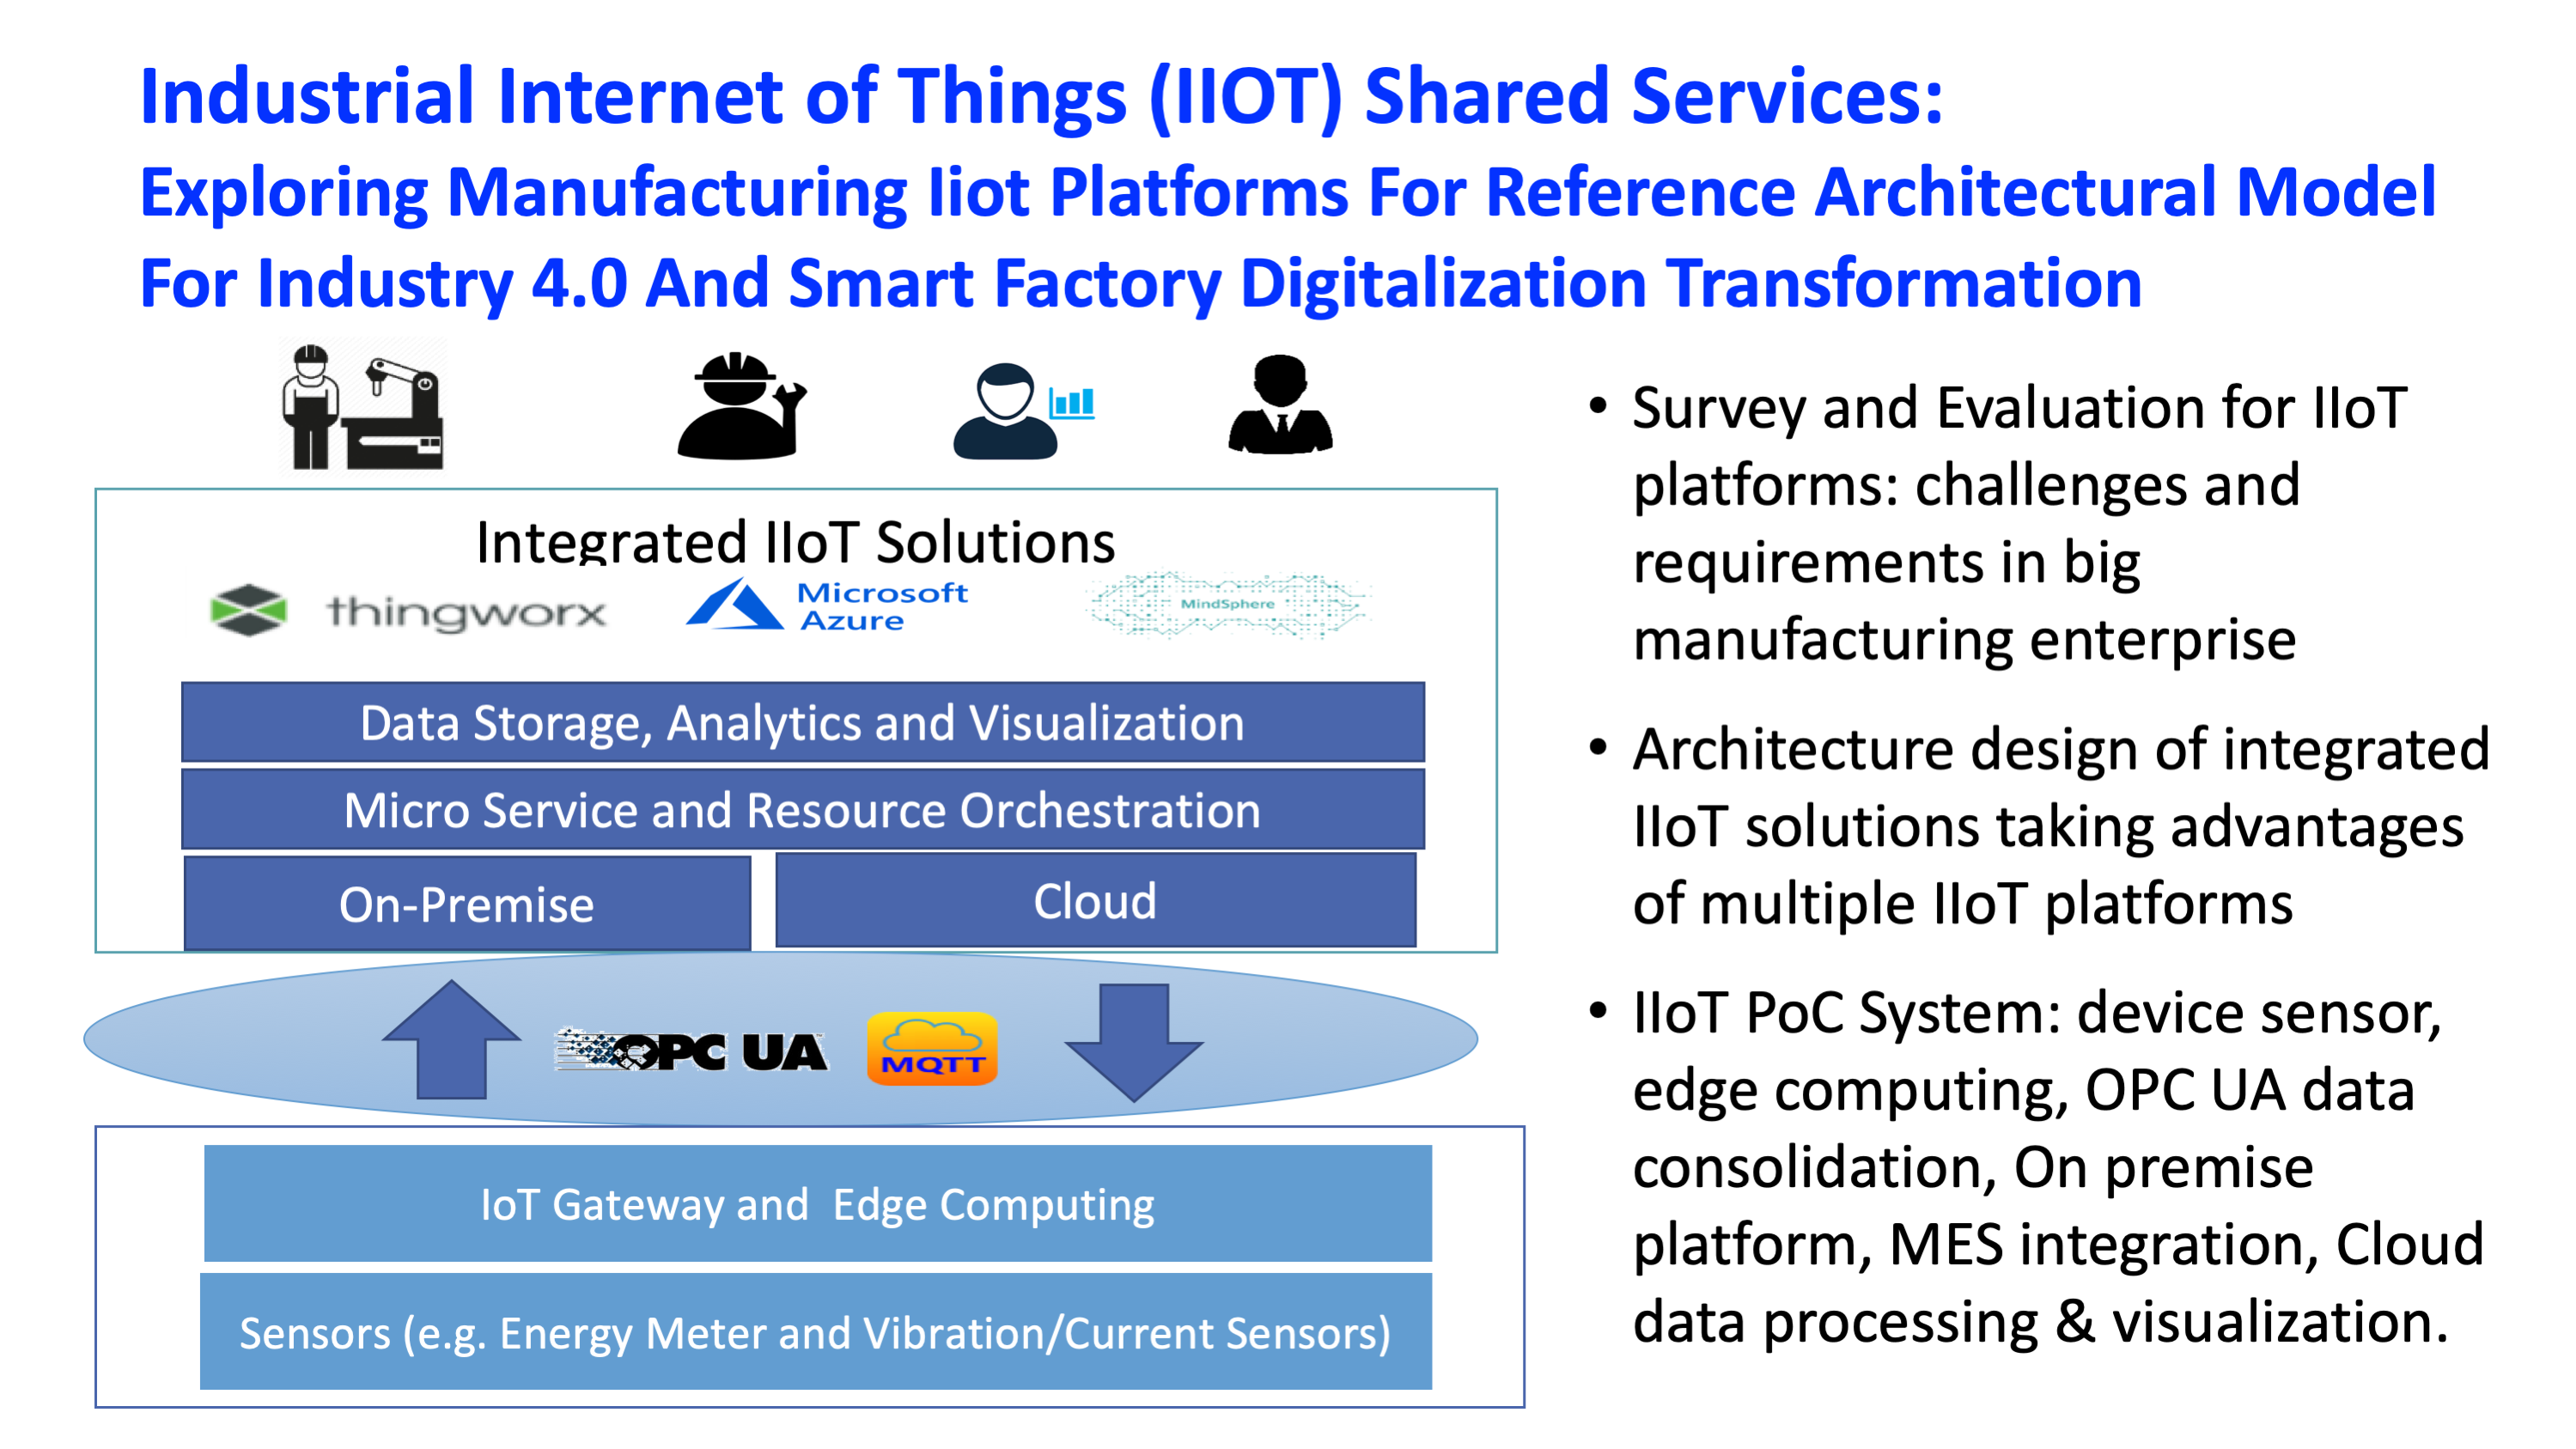 Industrial Internet of Things (IIOT) Shared Services:
Exploring Manufacturing Iiot Platforms For Reference Architectural Model
For Industry 4.0 And Smart Factory Digitalization Transformation
Integrated IIoT Solutions
thingworx
Microsoft
Azure
MindSphere
Data Storage, Analytics and Visualization
Micro Service and Resource Orchestration
On-Premise
Cloud
OPC UA
MQTT
IoT Gateway and  Edge Computing
Sensors (e.g. Energy Meter and Vibration/Current Sensors)
• Survey and Evaluation for IIoT
platforms: challenges and
requirements in big
manufacturing enterprise
• Architecture design of integrated
IIoT solutions taking advantages
of multiple IIoT platforms
• IIoT PoC System: device sensor,
edge computing, OPC UA data
consolidation, On premise
platform, MES integration, Cloud
data processing & visualization.